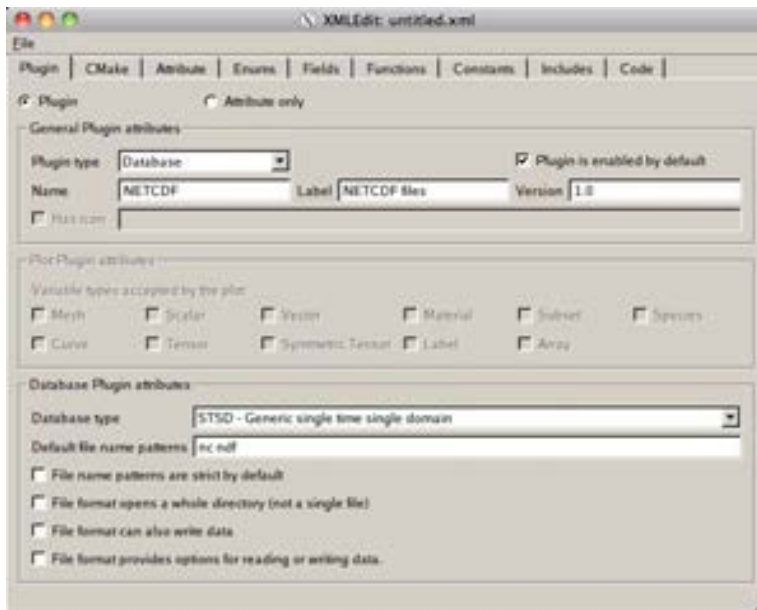 XMLEdit: untitled.xml
File
Plugin CMake Attribute Enums Fields Functions Constants Includes Code
Plugin Attribute only
General Plugin attributes
Plugin type Database Plugin is enabled by default
Name NETCDF Label NETCDF files Version 1.0
Has icon
Plot Plugin attributes
Variable types accepted by the plot
Mesh Scalar Vector Material Subset Species
Curve Tensor Symmetric Tensor Label Array
Database Plugin attributes
Database type STSD - Generic single time single domain
Default file name patterns nc ndf
File name patterns are strict by default
File format opens a whole directory (not a single file)
File format can also write data
File format provides options for reading or writing data.